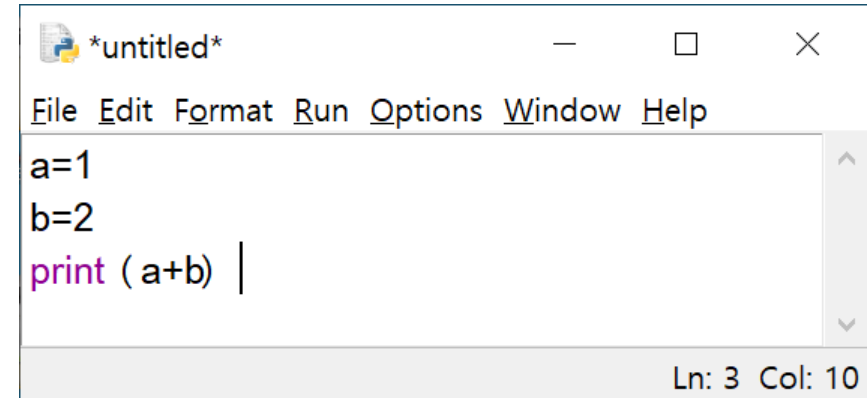 *untitled*
File Edit Format Run Options Window Help
a=1
b=2
print (a+b)
Ln: 3 Col: 10